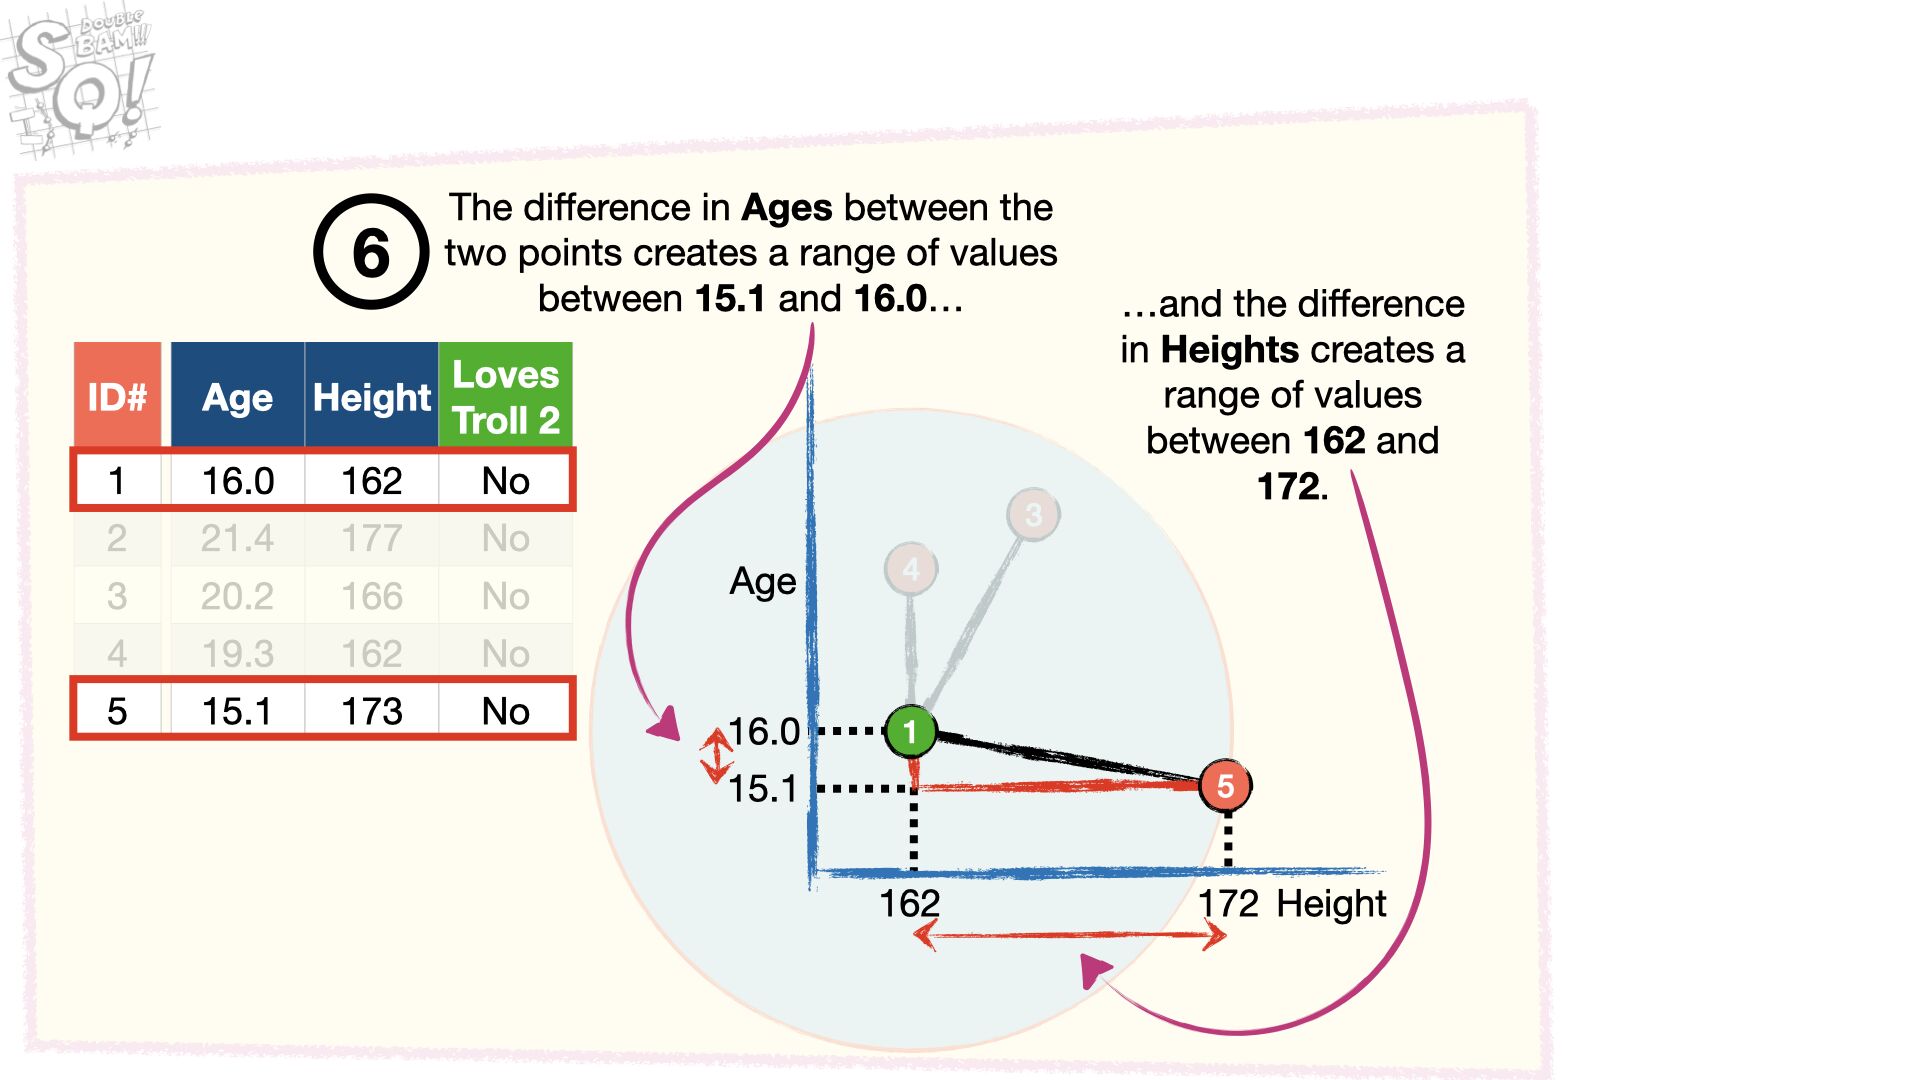 DOUBLE
BAM!!!
SQ!
6
The difference in Ages between the
two points creates a range of values
between 15.1 and 16.0…
…and the difference
in Heights creates a
range of values
between 162 and
172.
ID# Age Height Loves Troll 2
1 16.0 162 No
2 21.4 177 No
3 20.2 166 No
4 19.3 162 No
5 15.1 173 No
3
4
Age
16.0
1
15.1
5
162
172 Height